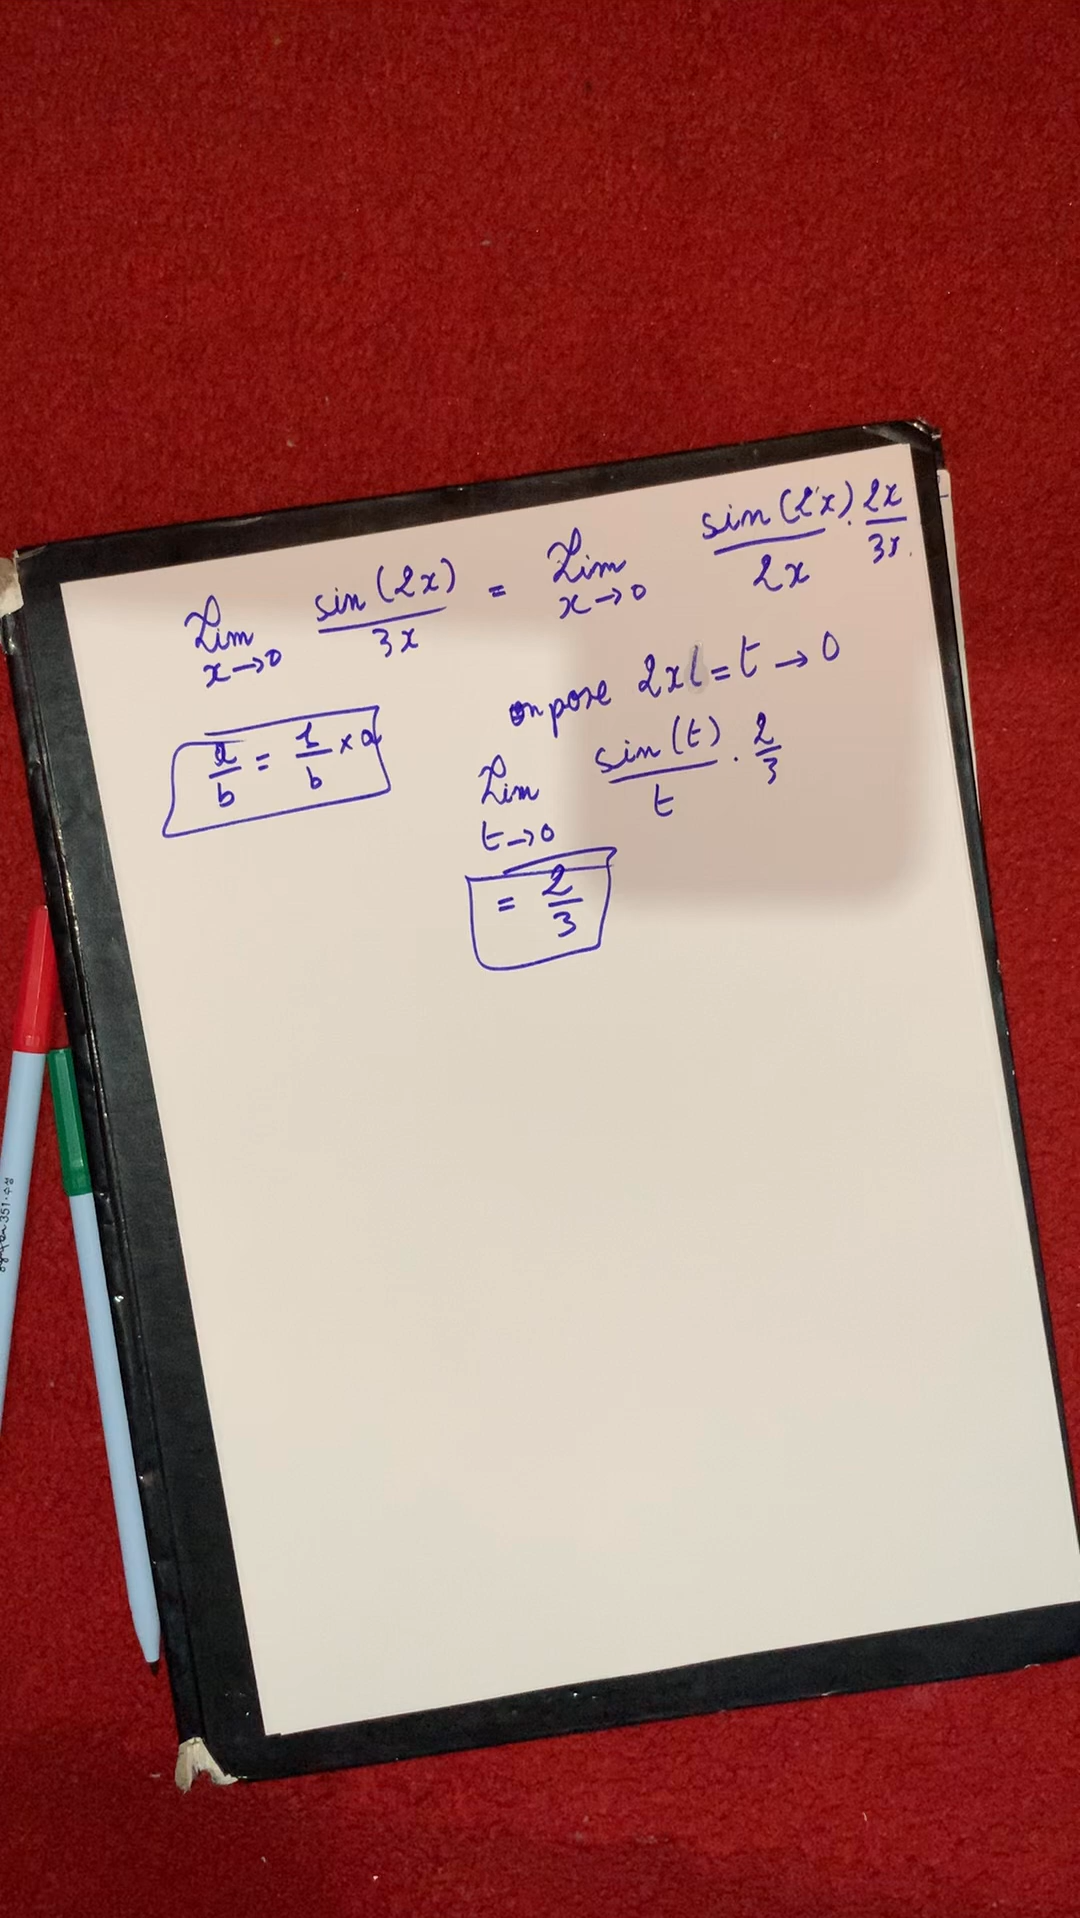 Lim x→0 sin(2x)/3x = Lim x→0 sin(2x)/2x · 2x/3x
on pose 2x = t → 0
a/b = 1/b × a
Lim t→0 sin(t)/t · 2/3
= 2/3